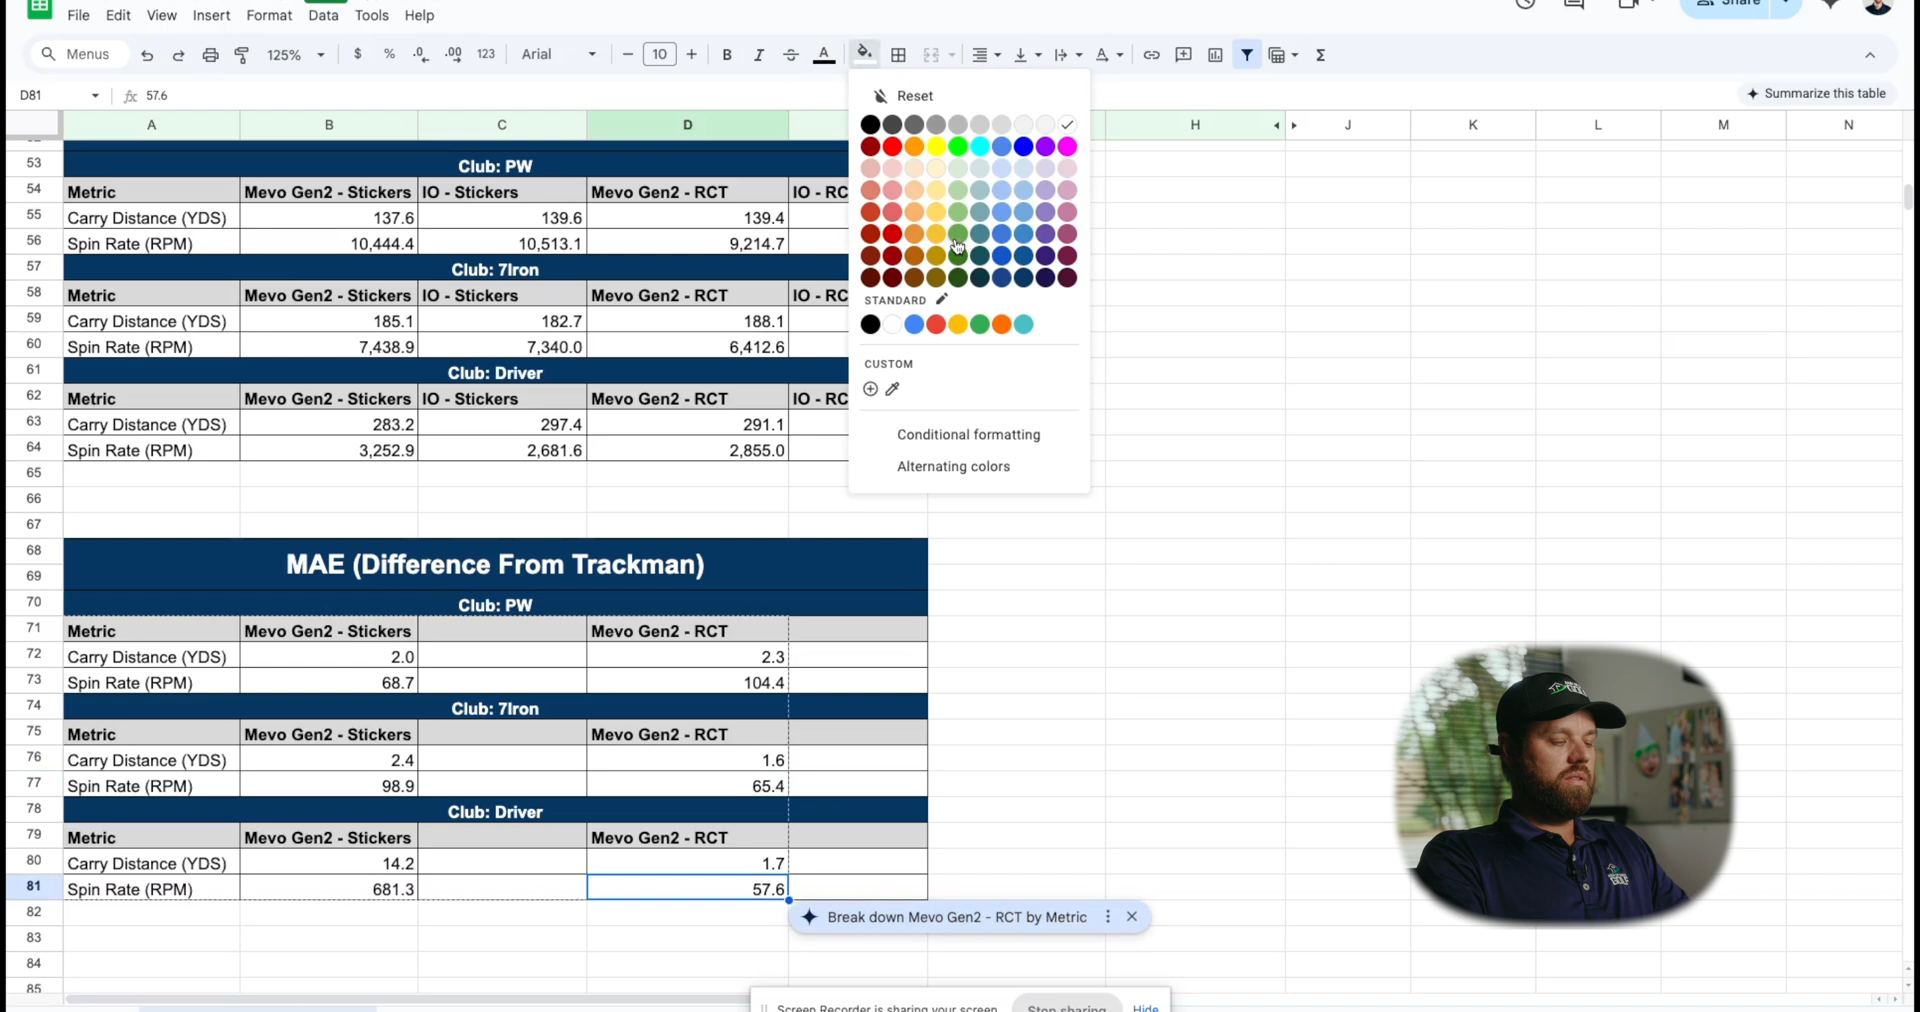 File Edit View Insert Format Data Tools Help
Share
Menus 125% $ % .0 .00 123 Arial 10 B I A Σ
D81 fx 57.6 Summarize this table
Reset
A B C D H J K L M N
53 Club: PW
54 Metric Mevo Gen2 - Stickers IO - Stickers Mevo Gen2 - RCT IO - RC
55 Carry Distance (YDS) 137.6 139.6 139.4
56 Spin Rate (RPM) 10,444.4 10,513.1 9,214.7
57 Club: 7Iron
58 Metric Mevo Gen2 - Stickers IO - Stickers Mevo Gen2 - RCT IO - RC
STANDARD
59 Carry Distance (YDS) 185.1 182.7 188.1
60 Spin Rate (RPM) 7,438.9 7,340.0 6,412.6
CUSTOM
61 Club: Driver
62 Metric Mevo Gen2 - Stickers IO - Stickers Mevo Gen2 - RCT IO - RC
63 Carry Distance (YDS) 283.2 297.4 291.1
Conditional formatting
64 Spin Rate (RPM) 3,252.9 2,681.6 2,855.0
Alternating colors
65
66
67
68
MAE (Difference From Trackman)
69
70 Club: PW
71 Metric Mevo Gen2 - Stickers Mevo Gen2 - RCT
72 Carry Distance (YDS) 2.0 2.3
73 Spin Rate (RPM) 68.7 104.4
74 Club: 7Iron
75 Metric Mevo Gen2 - Stickers Mevo Gen2 - RCT
76 Carry Distance (YDS) 2.4 1.6
77 Spin Rate (RPM) 98.9 65.4
78 Club: Driver
79 Metric Mevo Gen2 - Stickers Mevo Gen2 - RCT
80 Carry Distance (YDS) 14.2 1.7
81 Spin Rate (RPM) 681.3 57.6
82
Break down Mevo Gen2 - RCT by Metric
83
84
85
Screen Recorder is sharing your screen. Stop sharing Hide